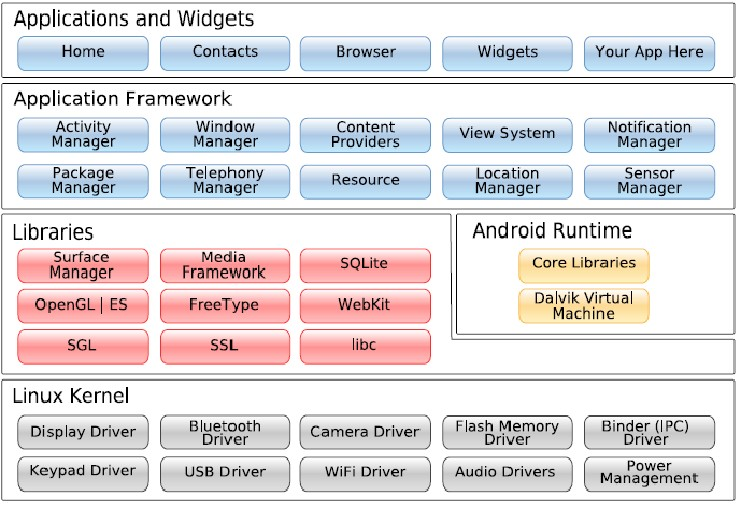 Applications and Widgets
Home
Contacts
Browser
Widgets
Your App Here
Application Framework
Activity
Manager
Window
Manager
Content
Providers
View System
Notification
Manager
Package
Manager
Telephony
Manager
Resource
Location
Manager
Sensor
Manager
Libraries
Surface
Manager
Media
Framework
SQLite
OpenGL | ES
FreeType
WebKit
SGL
SSL
libc
Android Runtime
Core Libraries
Dalvik Virtual
Machine
Linux Kernel
Display Driver
Bluetooth
Driver
Camera Driver
Flash Memory
Driver
Binder (IPC)
Driver
Keypad Driver
USB Driver
WiFi Driver
Audio Drivers
Power
Management